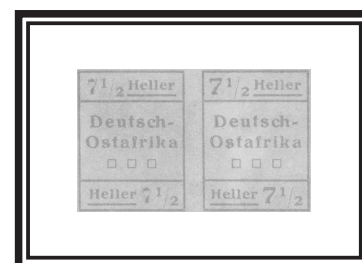 7 1/2 Heller
Deutsch-
Ostafrika
Heller 7 1/2
7 1/2 Heller
Deutsch-
Ostafrika
Heller 7 1/2